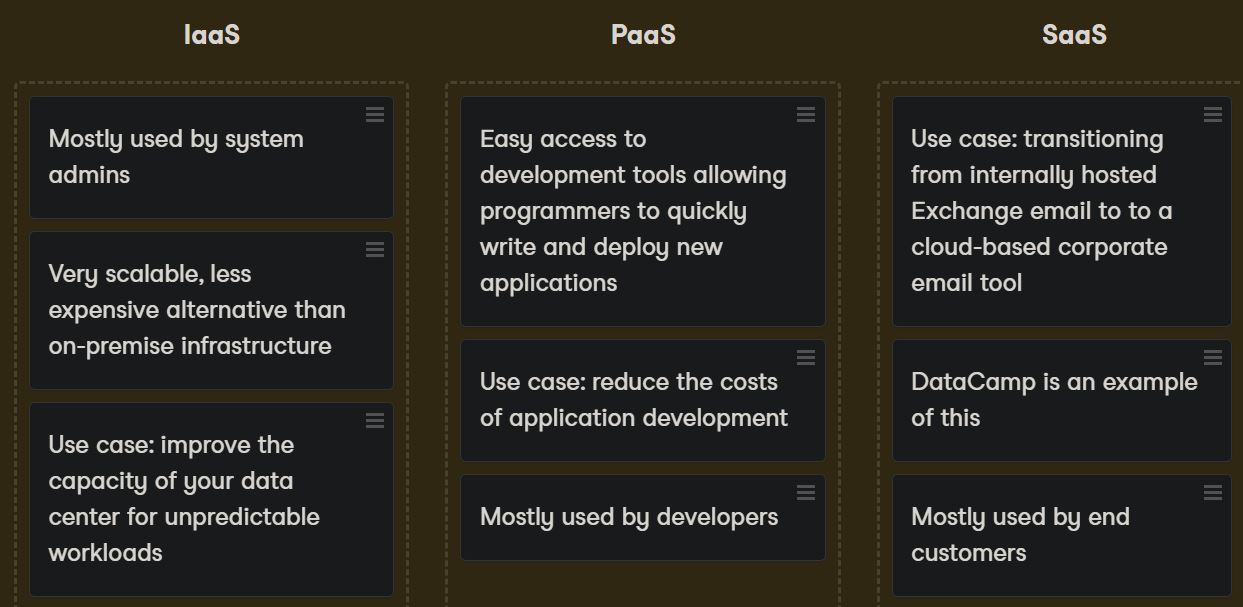 IaaS
Mostly used by system
admins
Very scalable, less
expensive alternative than
on-premise infrastructure
Use case: improve the
capacity of your data
center for unpredictable
workloads
PaaS
Easy access to
development tools allowing
programmers to quickly
write and deploy new
applications
Use case: reduce the costs
of application development
Mostly used by developers
SaaS
Use case: transitioning
from internally hosted
Exchange email to to a
cloud-based corporate
email tool
DataCamp is an example
of this
Mostly used by end
customers